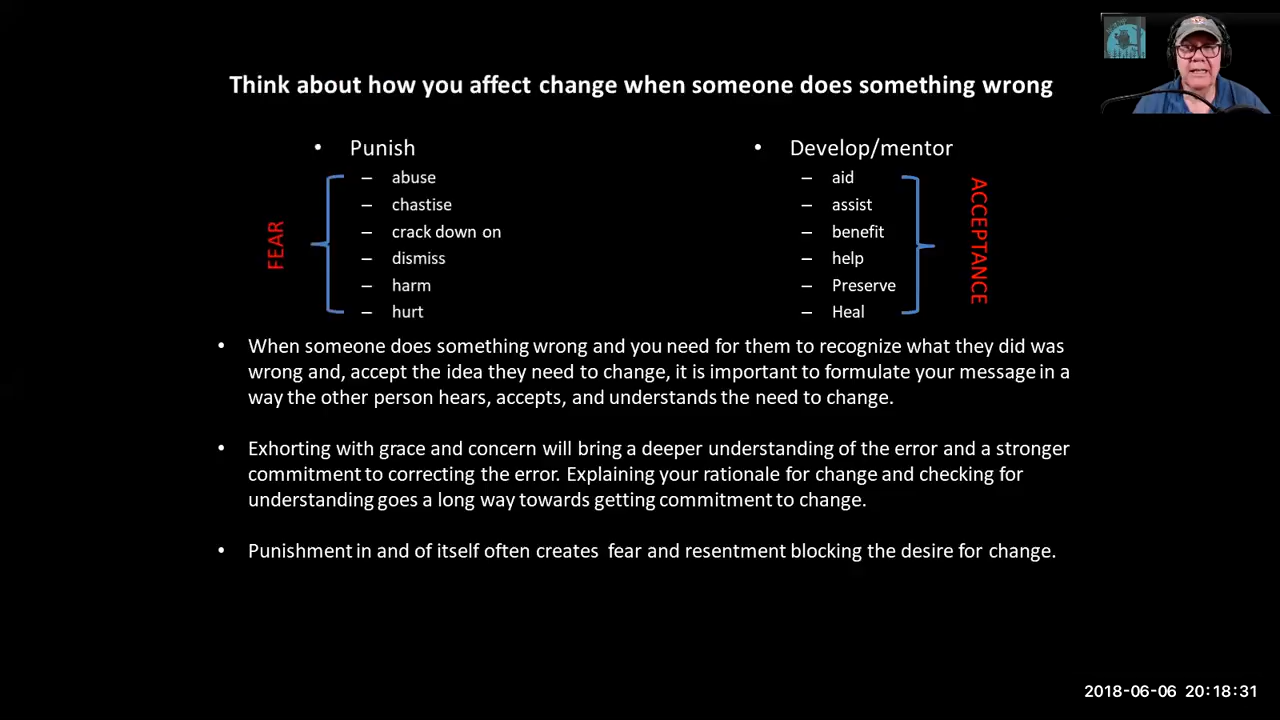 Think about how you affect change when someone does something wrong
• Punish
– abuse
– chastise
– crack down on
– dismiss
– harm
– hurt
FEAR
• Develop/mentor
– aid
– assist
– benefit
– help
– Preserve
– Heal
ACCEPTANCE
• When someone does something wrong and you need for them to recognize what they did was
wrong and, accept the idea they need to change, it is important to formulate your message in a
way the other person hears, accepts, and understands the need to change.
• Exhorting with grace and concern will bring a deeper understanding of the error and a stronger
commitment to correcting the error. Explaining your rationale for change and checking for
understanding goes a long way towards getting commitment to change.
• Punishment in and of itself often creates  fear and resentment blocking the desire for change.
2018-06-06 20:18:31